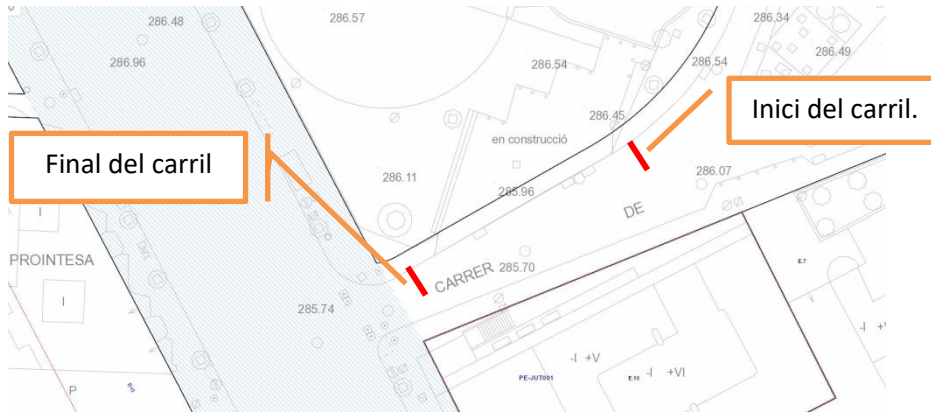 286.48
286.57
286.34
286.96
286.54
286.54
286.49
Inici del carril.
286.45
en construcció
Final del carril
286.11
285.96
286.07
I
DE
PROINTESA
CARRER
285.70
E.7
I
285.74
-I +V
-I +VI
PE-JUT001
E.10
P